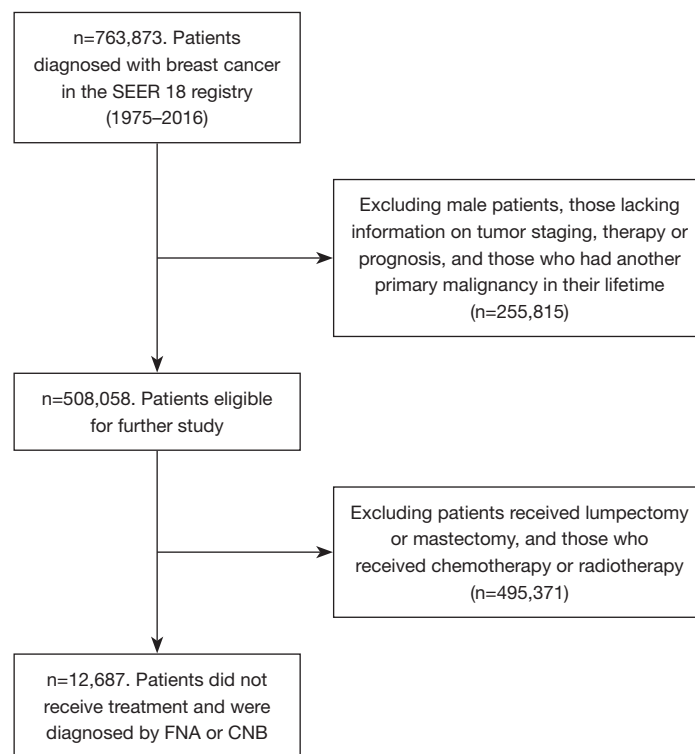 n=763,873. Patients
diagnosed with breast cancer
in the SEER 18 registry
(1975–2016)
Excluding male patients, those lacking
information on tumor staging, therapy or
prognosis, and those who had another
primary malignancy in their lifetime
(n=255,815)
n=508,058. Patients eligible
for further study
Excluding patients received lumpectomy
or mastectomy, and those who
received chemotherapy or radiotherapy
(n=495,371)
n=12,687. Patients did not
receive treatment and were
diagnosed by FNA or CNB